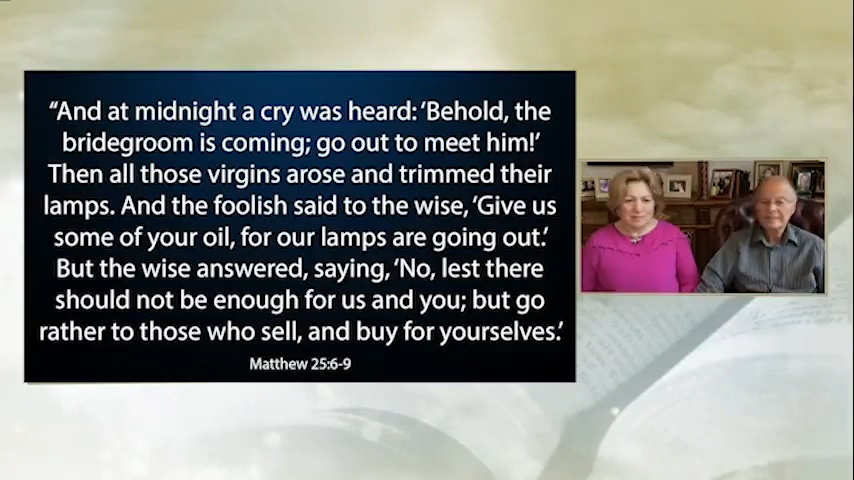 “And at midnight a cry was heard: ‘Behold, the
bridegroom is coming; go out to meet him!’
Then all those virgins arose and trimmed their
lamps. And the foolish said to the wise, ‘Give us
some of your oil, for our lamps are going out.’
But the wise answered, saying, ‘No, lest there
should not be enough for us and you; but go
rather to those who sell, and buy for yourselves.’
Matthew 25:6-9